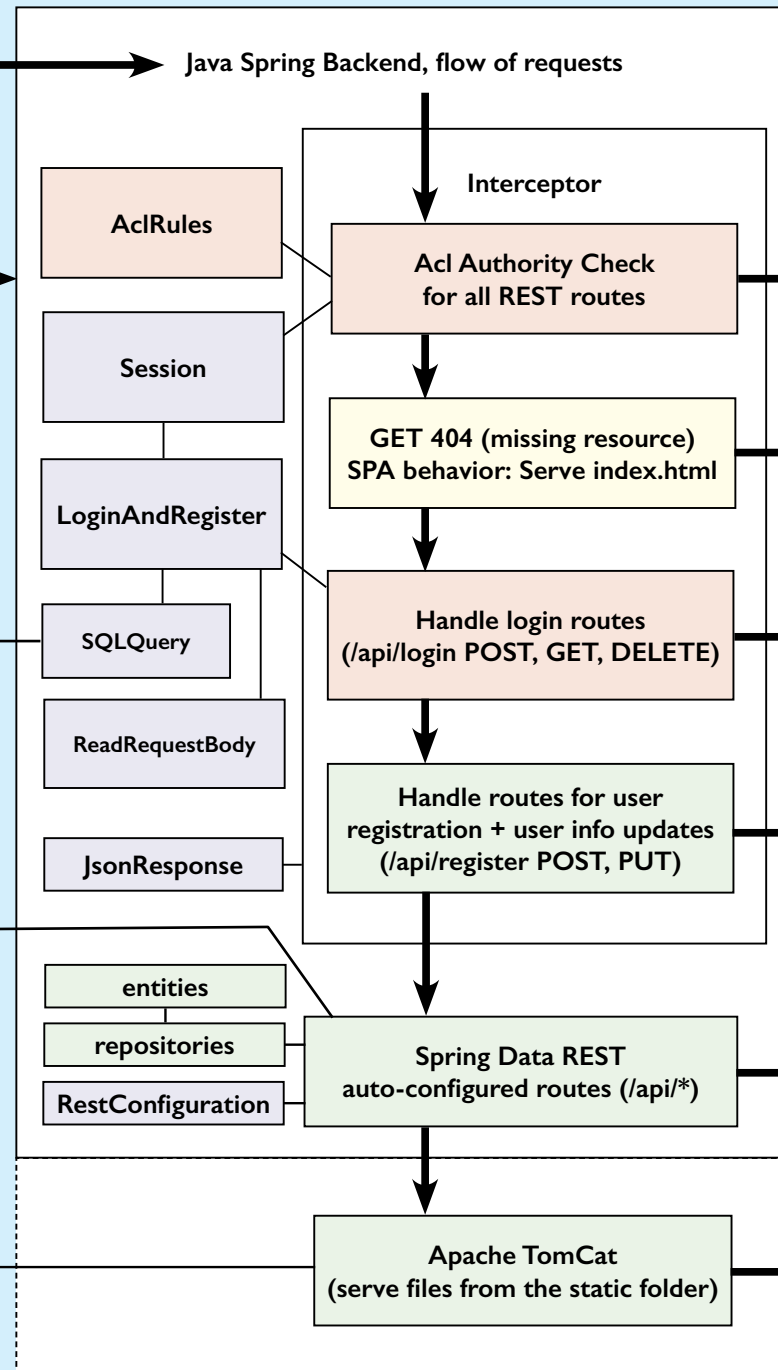 Java Spring Backend, flow of requests
Interceptor
AclRules
Acl Authority Check
for all REST routes
Session
GET 404 (missing resource)
SPA behavior: Serve index.html
LoginAndRegister
Handle login routes
(/api/login POST, GET, DELETE)
SQLQuery
ReadRequestBody
Handle routes for user
registration + user info updates
(/api/register POST, PUT)
JsonResponse
entities
repositories
RestConfiguration
Spring Data REST
auto-configured routes (/api/*)
Apache TomCat
(serve files from the static folder)